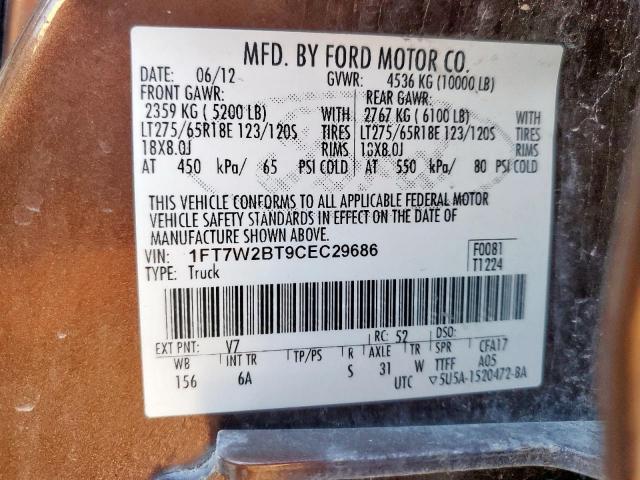 MFD. BY FORD MOTOR CO.
DATE: 06/12 GVWR: 4536 KG (10000 LB)
FRONT GAWR: REAR GAWR:
2359 KG ( 5200 LB) WITH 2767 KG ( 6100 LB) WITH
LT275/65R18E 123/120S TIRES LT275/65R18E 123/120S TIRES
18X8.0J RIMS 18X8.0J RIMS
AT 450 kPa/ 65 PSI COLD AT 550 kPa/ 80 PSI COLD
THIS VEHICLE CONFORMS TO ALL APPLICABLE FEDERAL MOTOR
VEHICLE SAFETY STANDARDS IN EFFECT ON THE DATE OF
MANUFACTURE SHOWN ABOVE.
VIN: 1FT7W2BT9CEC29686 F0081
TYPE: Truck T1224
EXT PNT: V7 RC: 52 DSO:
WB INT TR TP/PS R AXLE TR SPR CFA17
156 6A S 31 W TTFF A05
UTC ▽5U5A-1520472-BA